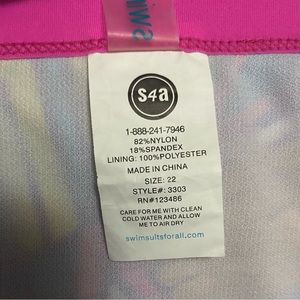 SWIM
s4a
1-888-241-7946
82%NYLON
18%SPANDEX
LINING: 100%POLYESTER
MADE IN CHINA
SIZE: 22
STYLE#: 3303
RN#123486
CARE FOR ME WITH CLEAN
COLD WATER AND ALLOW
ME TO AIR DRY
swimsuitsforall.com